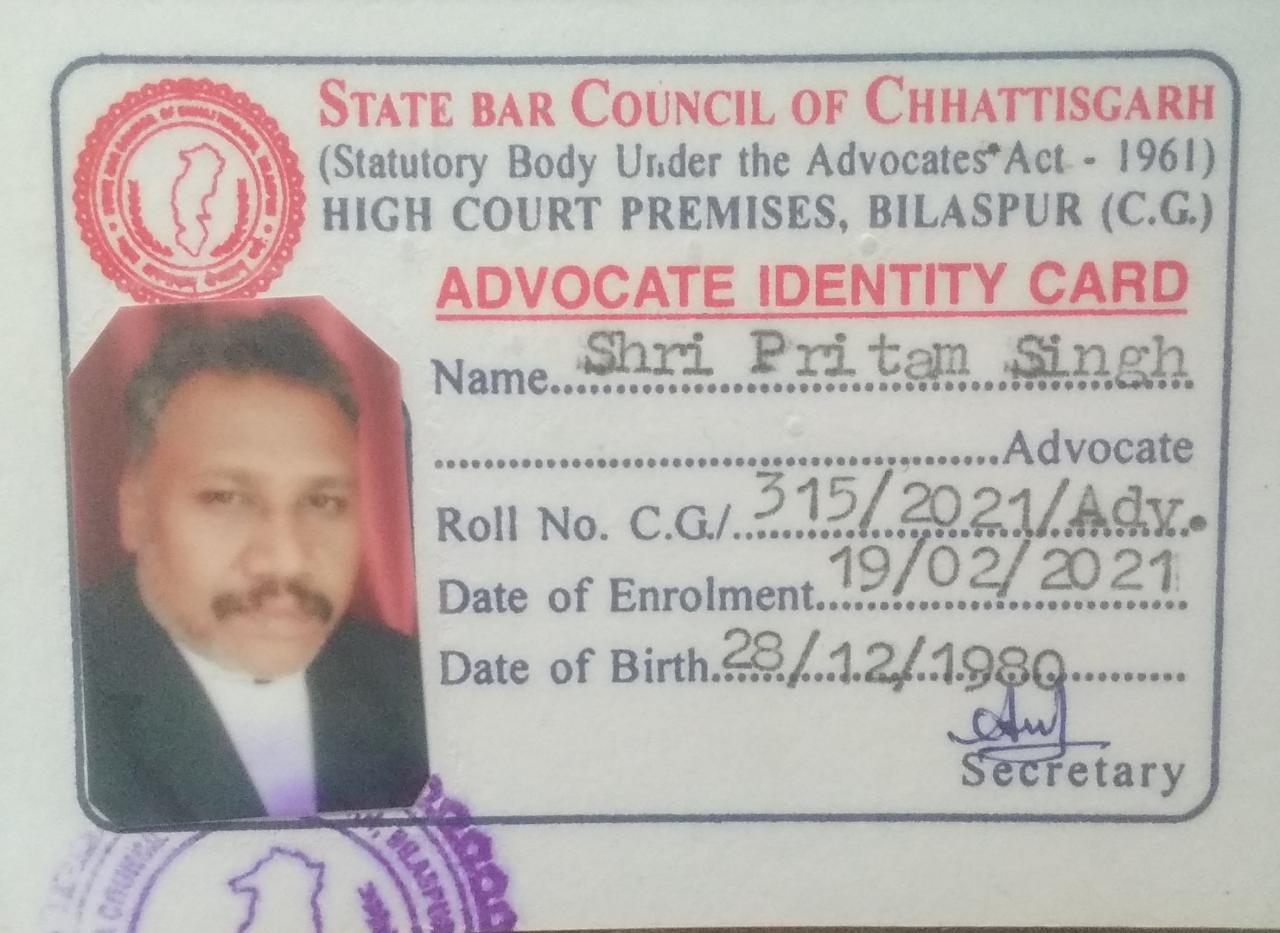 STATE BAR COUNCIL OF CHHATTISGARH
(Statutory Body Under the Advocates Act - 1961)
HIGH COURT PREMISES, BILASPUR (C.G.)
ADVOCATE IDENTITY CARD
Name Shri Pritam Singh
Advocate
Roll No. C.G./ 315/2021/Adv.
Date of Enrolment 19/02/2021
Date of Birth 28/12/1980
Secretary
COUNCIL
BILASPUR